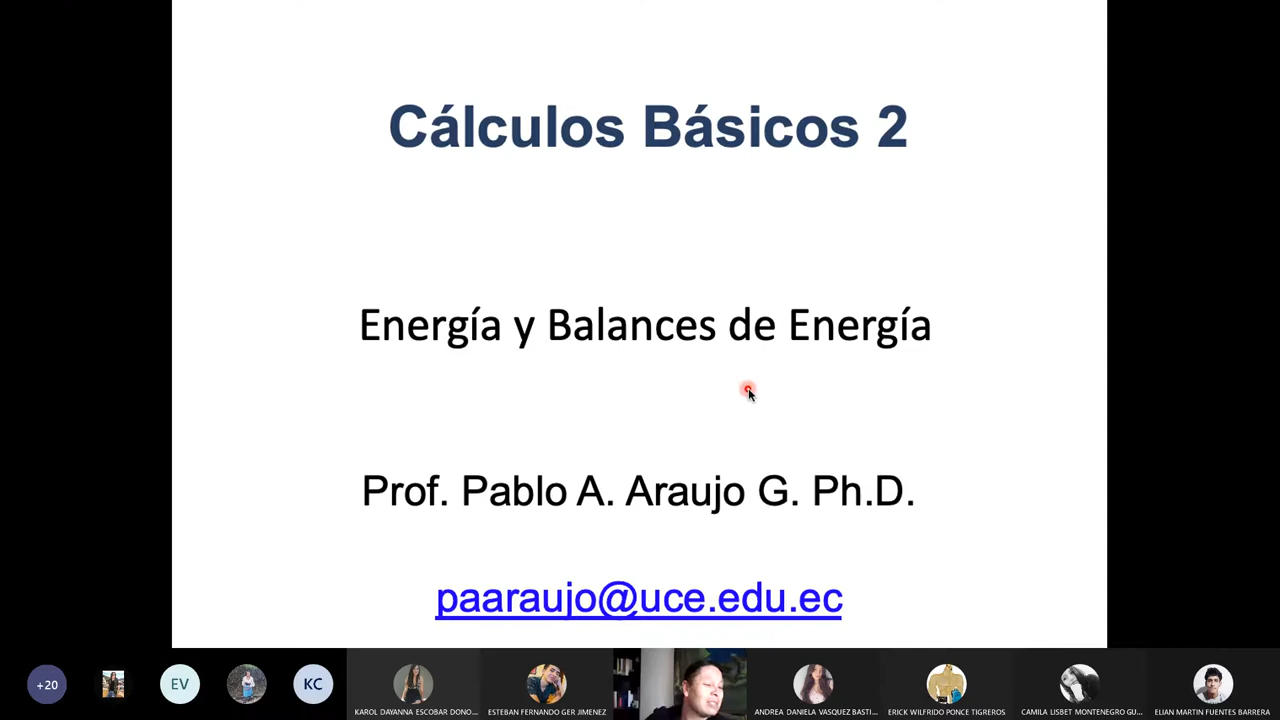 Cálculos Básicos 2
Energía y Balances de Energía
Prof. Pablo A. Araujo G. Ph.D.
paaraujo@uce.edu.ec
+20
EV
KC
KAROL DAYANNA ESCOBAR DONO...
ESTEBAN FERNANDO GER JIMENEZ
ANDREA DANIELA VASQUEZ BASTI...
ERICK WILFRIDO PONCE TIGREROS
CAMILA LISBET MONTENEGRO GU...
ELIAN MARTIN FUENTES BARRERA